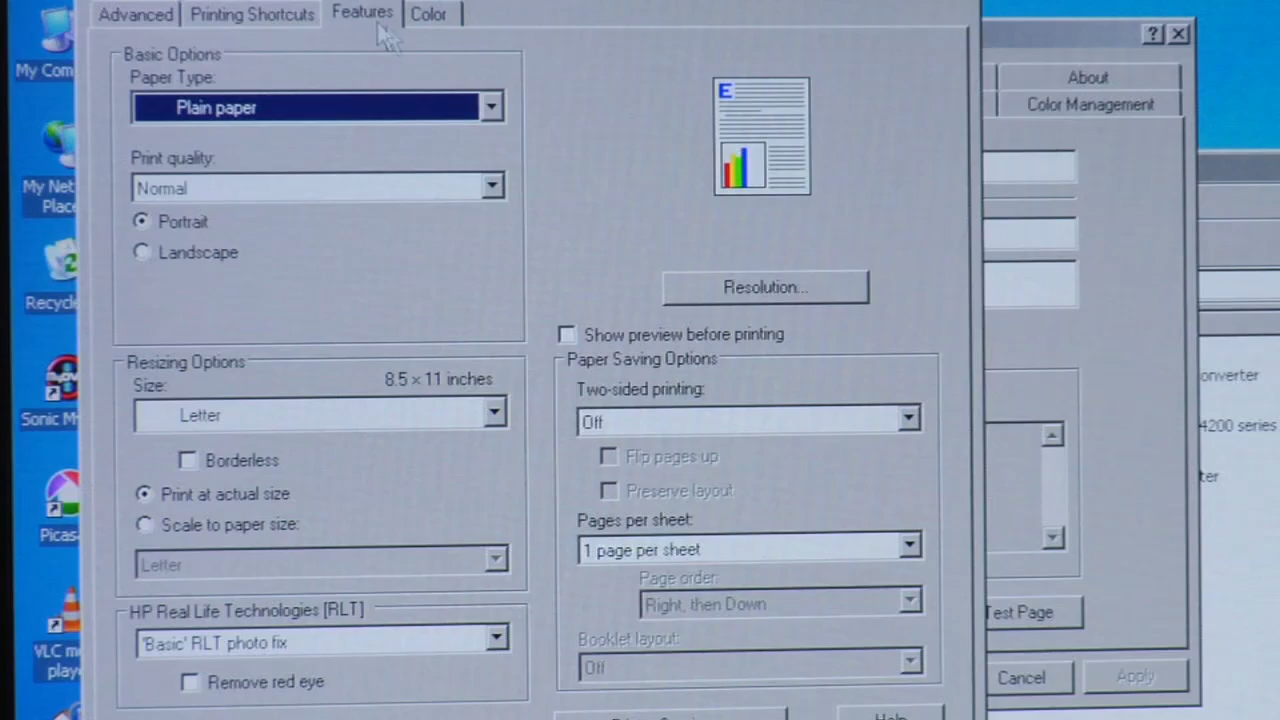 Advanced
Printing Shortcuts
Features
Color
Basic Options
Paper Type:
Plain paper
Print quality:
Normal
Portrait
Landscape
E
Resolution...
Show preview before printing
Resizing Options
Size:
8.5 × 11 inches
Letter
Borderless
Print at actual size
Scale to paper size:
Letter
HP Real Life Technologies [RLT]
'Basic' RLT photo fix
Remove red eye
Paper Saving Options
Two-sided printing:
Off
Flip pages up
Preserve layout
Pages per sheet:
1 page per sheet
Page order:
Right, then Down
Booklet layout:
Off
Help
?
About
Color Management
Test Page
Cancel
Apply
onverter
4200 series
ter
My Com
My Net
Place
Recycle
Sonic My
Picas
VLC me
playe